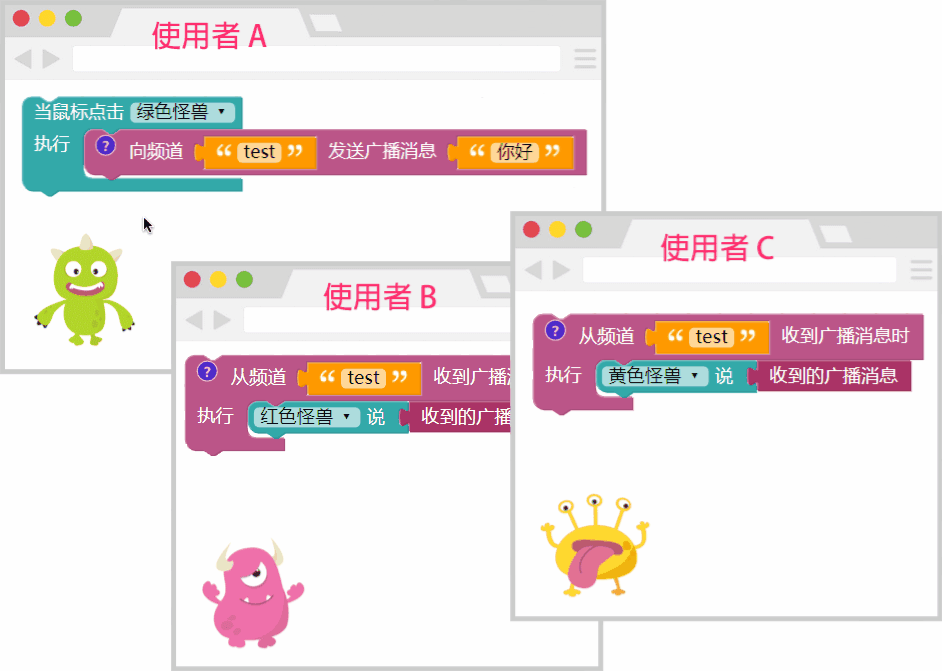 使用者 A
当鼠标点击 绿色怪兽 ▼
执行 ? 向频道 “ test ” 发送广播消息 “ 你好 ”
使用者 B
? 从频道 “ test ” 收到广播
执行 红色怪兽 ▼ 说 收到的广播
使用者 C
? 从频道 “ test ” 收到广播消息时
执行 黄色怪兽 ▼ 说 收到的广播消息